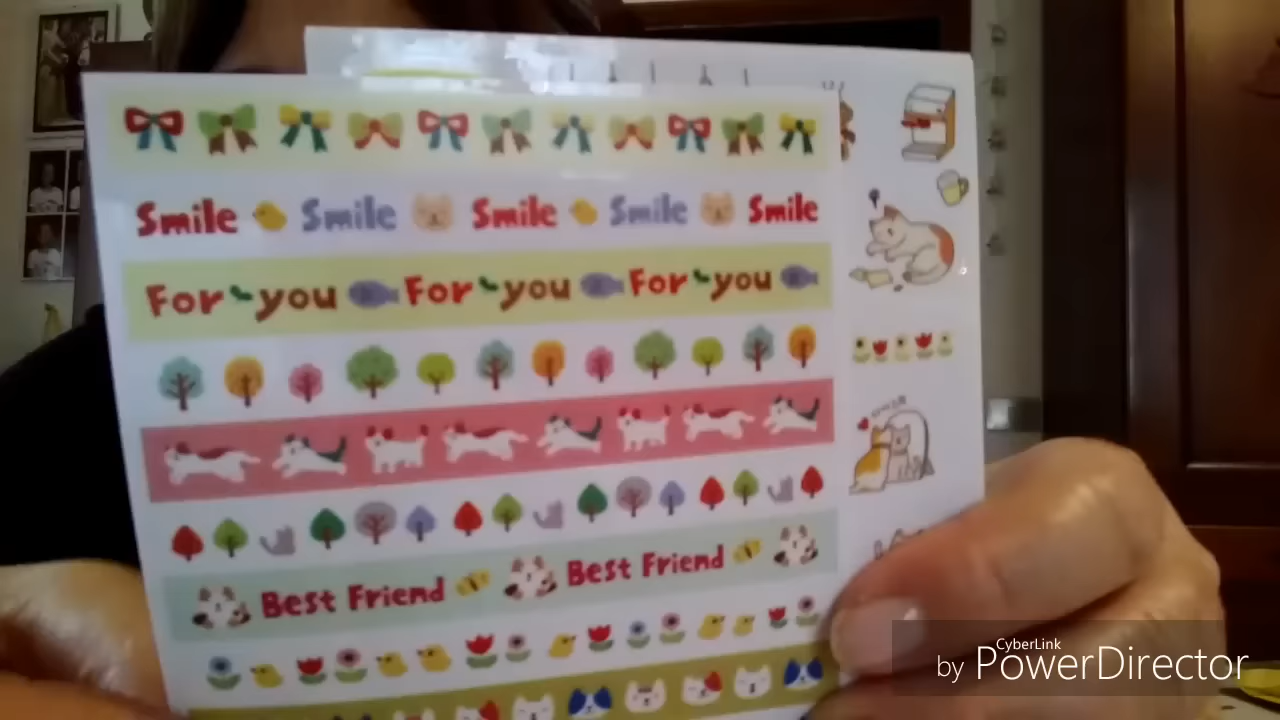 Smile Smile Smile Smile Smile
For you For you For you
Best Friend Best Friend
CyberLink
by PowerDirector